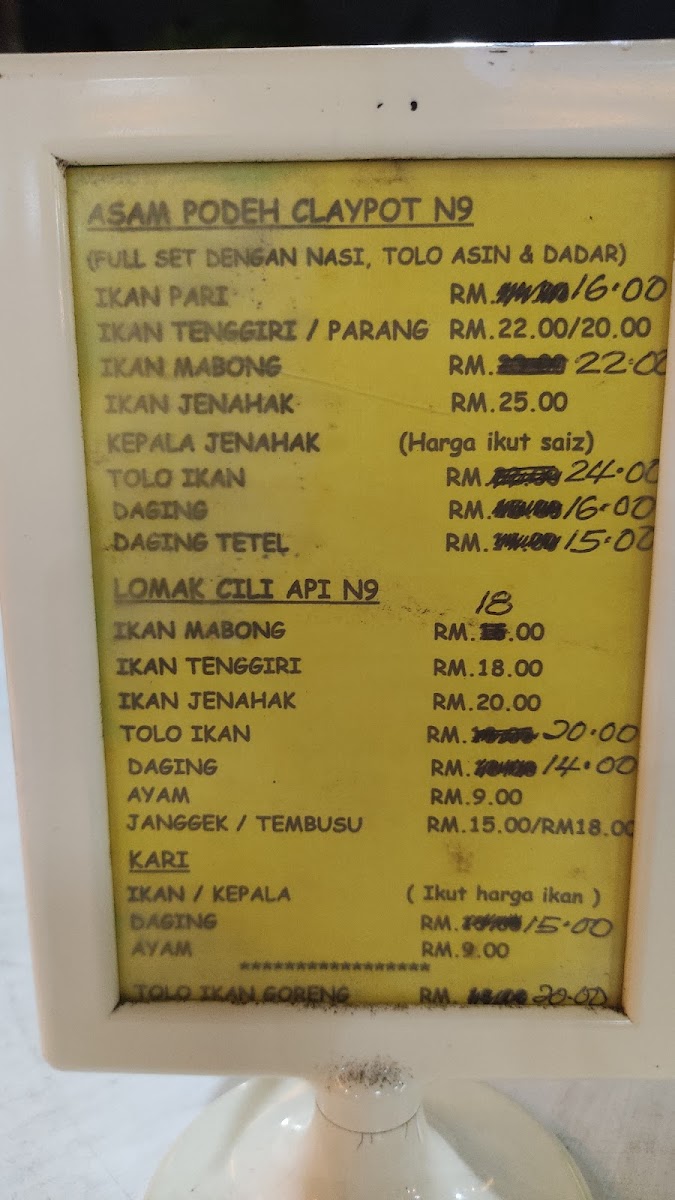 ASAM PODEH CLAYPOT N9
(FULL SET DENGAN NASI, TOLO ASIN & DADAR)
IKAN PARI RM. 16.00
IKAN TENGGIRI / PARANG RM.22.00/20.00
IKAN MABONG RM. 22.00
IKAN JENAHAK RM.25.00
KEPALA JENAHAK (Harga ikut saiz)
TOLO IKAN RM. 24.00
DAGING RM. 16.00
DAGING TETEL RM. 15.00
LOMAK CILI API N9
IKAN MABONG RM.18.00
IKAN TENGGIRI RM.18.00
IKAN JENAHAK RM.20.00
TOLO IKAN RM. 20.00
DAGING RM. 14.00
AYAM RM.9.00
JANGGEK / TEMBUSU RM.15.00/RM18.00
KARI
IKAN / KEPALA ( Ikut harga ikan )
DAGING RM. 15.00
AYAM RM.9.00
*****************
TOLO IKAN GORENG RM. 20.00